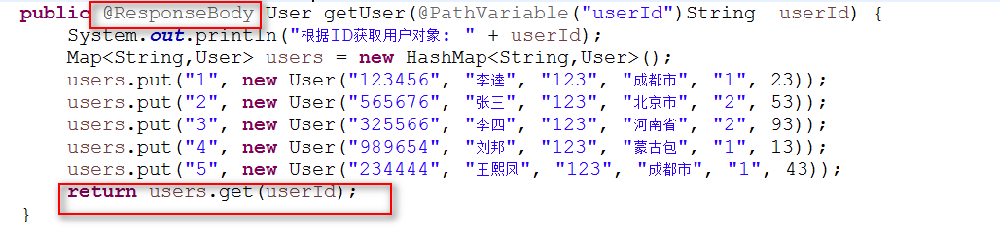 public @ResponseBody User getUser(@PathVariable("userId")String  userId) {
System.out.println("根据ID获取用户对象: " + userId);
Map<String,User> users = new HashMap<String,User>();
users.put("1", new User("123456", "李逵", "123", "成都市", "1", 23));
users.put("2", new User("565676", "张三", "123", "北京市", "2", 53));
users.put("3", new User("325566", "李四", "123", "河南省", "2", 93));
users.put("4", new User("989654", "刘邦", "123", "蒙古包", "1", 13));
users.put("5", new User("234444", "王熙凤", "123", "成都市", "1", 43));
return users.get(userId);
}